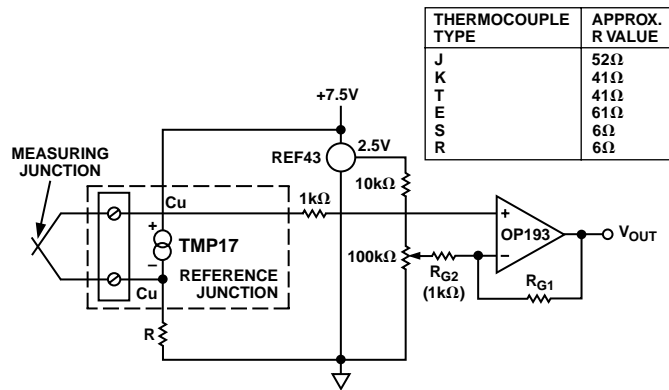 THERMOCOUPLE TYPE APPROX. R VALUE
J 52Ω
K 41Ω
T 41Ω
E 61Ω
S 6Ω
R 6Ω
+7.5V
2.5V
REF43
MEASURING
JUNCTION
10kΩ
Cu
1kΩ
+
TMP17
−
+
OP193
−
VOUT
100kΩ
REFERENCE
JUNCTION
RG2
(1kΩ)
RG1
Cu
R